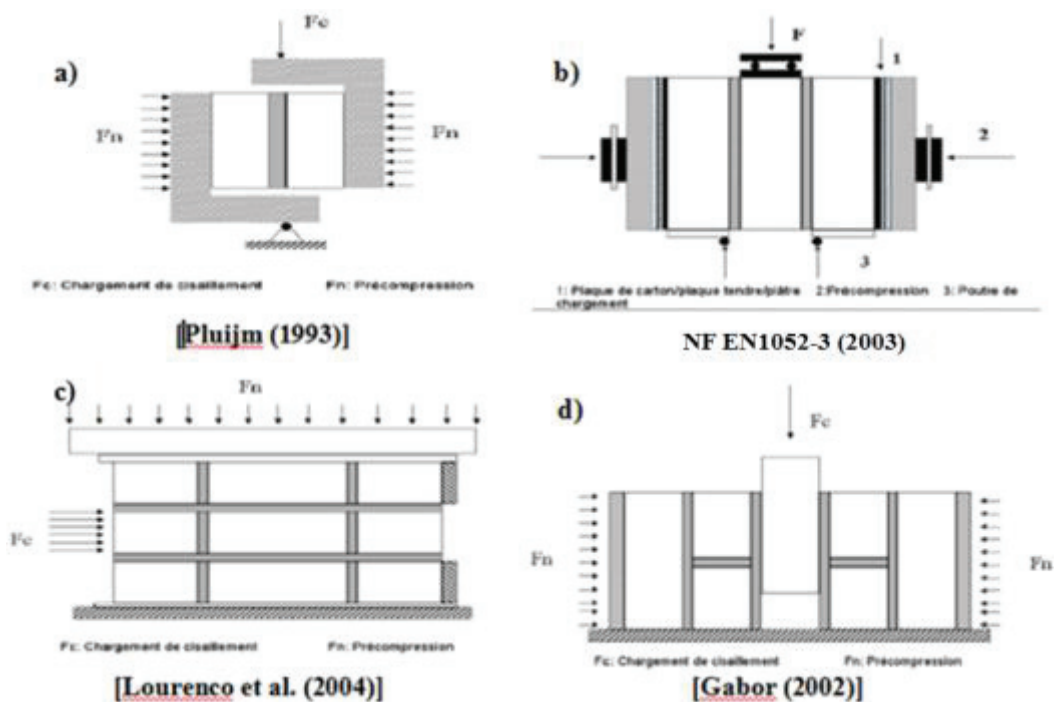 a)
Fc
Fn
Fn
Fc: Chargement de cisaillement
Fn: Précompression
[Pluijm (1993)]
b)
F
1
2
3
1: Plaque de carton/plaque tendre/plâtre 2:Précompression 3: Poutre de
chargement
NF EN1052-3 (2003)
c)
Fn
Fc
Fc: Chargement de cisaillement
Fn: Précompression
[Lourenco et al. (2004)]
d)
Fc
Fn
Fn
Fc: Chargement de cisaillement
Fn: Précompression
[Gabor (2002)]